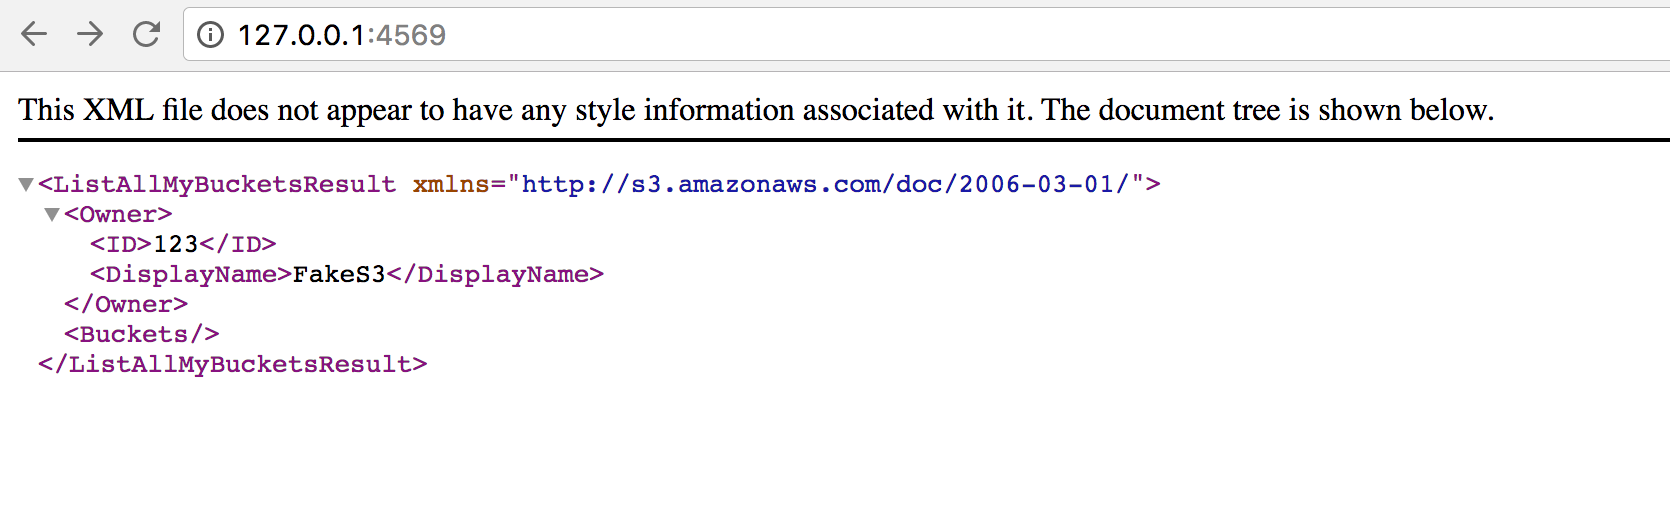 127.0.0.1:4569
This XML file does not appear to have any style information associated with it. The document tree is shown below.
<ListAllMyBucketsResult xmlns="http://s3.amazonaws.com/doc/2006-03-01/">
<Owner>
<ID>123</ID>
<DisplayName>FakeS3</DisplayName>
</Owner>
<Buckets/>
</ListAllMyBucketsResult>